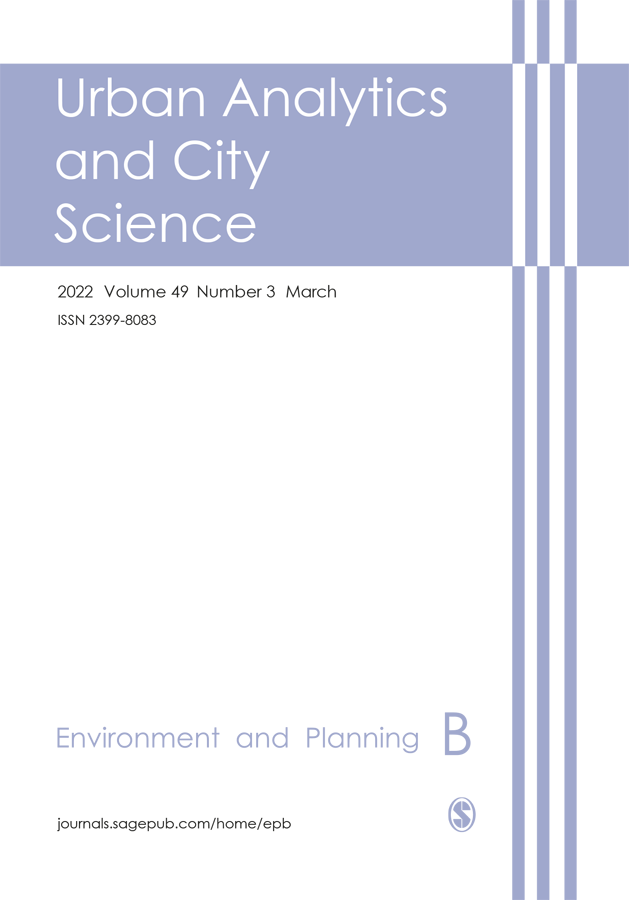 Urban Analytics
and City
Science
2022 Volume 49 Number 3 March
ISSN 2399-8083
Environment and Planning B
journals.sagepub.com/home/epb
S